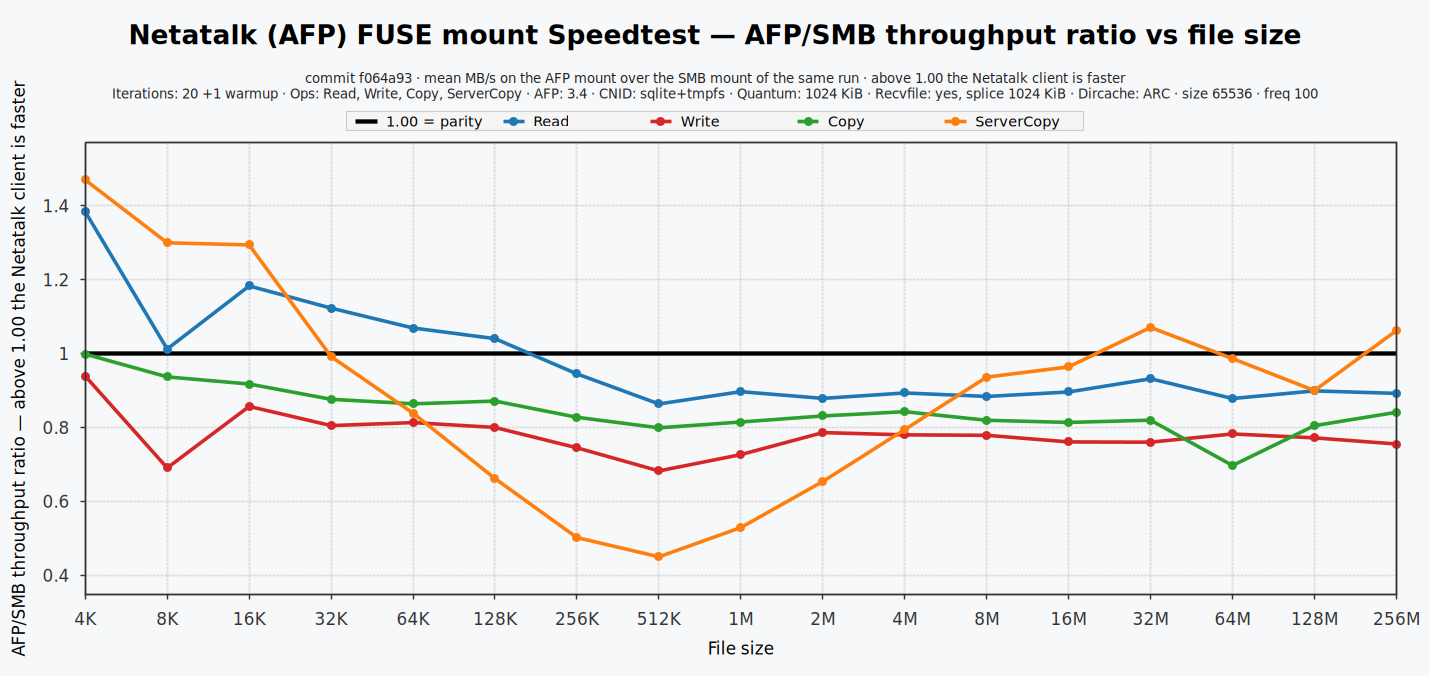 Netatalk (AFP) FUSE mount Speedtest — AFP/SMB throughput ratio vs file size
commit f064a93 · mean MB/s on the AFP mount over the SMB mount of the same run · above 1.00 the Netatalk client is faster
Iterations: 20 +1 warmup · Ops: Read, Write, Copy, ServerCopy · AFP: 3.4 · CNID: sqlite+tmpfs · Quantum: 1024 KiB · Recvfile: yes, splice 1024 KiB · Dircache: ARC · size 65536 · freq 100
1.00 = parity Read Write Copy ServerCopy
AFP/SMB throughput ratio — above 1.00 the Netatalk client is faster
1.4
1.2
1
0.8
0.6
0.4
4K 8K 16K 32K 64K 128K 256K 512K 1M 2M 4M 8M 16M 32M 64M 128M 256M
File size